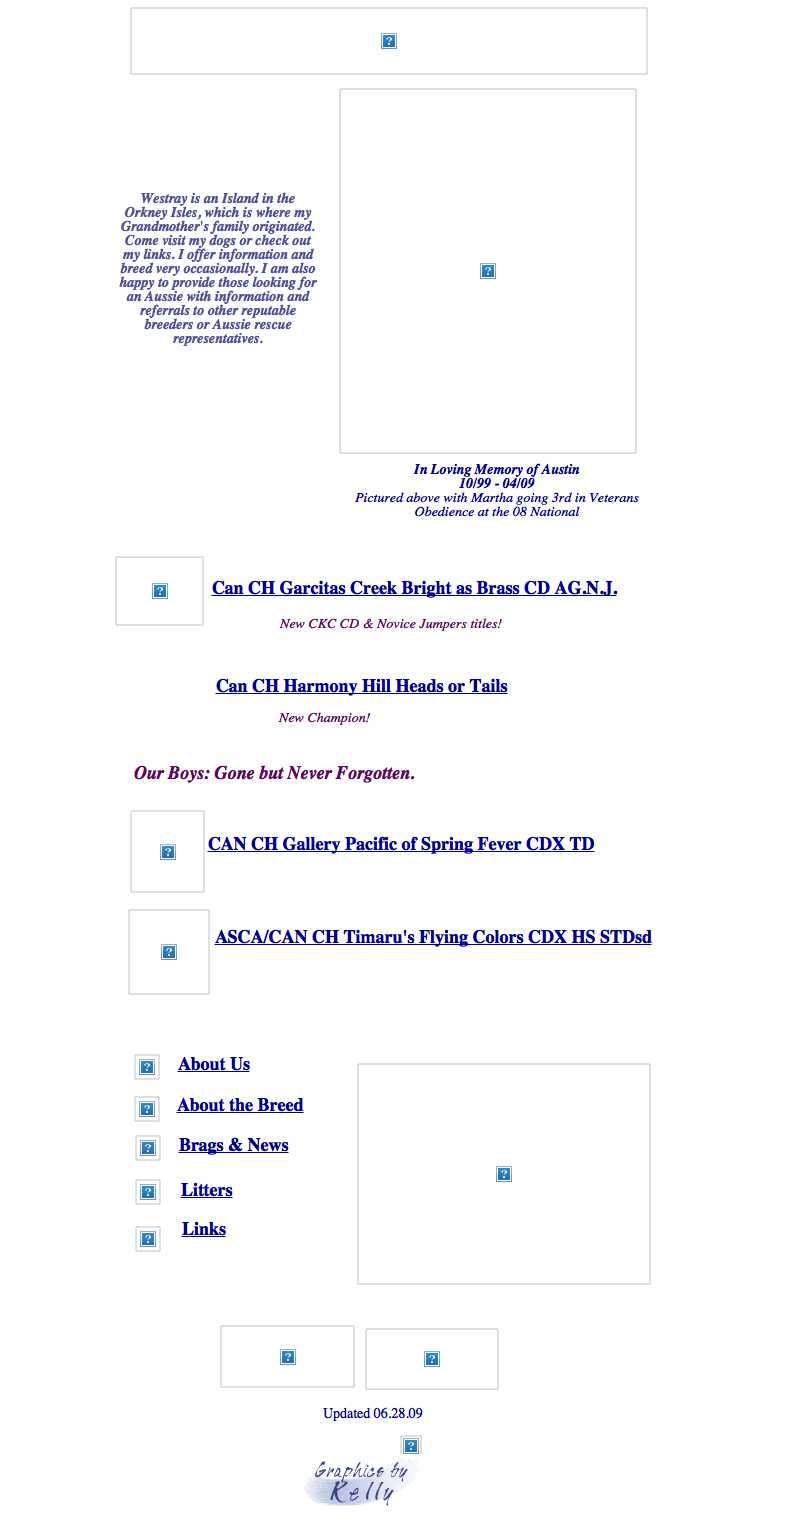 Westray is an Island in the
Orkney Isles, which is where my
Grandmother's family originated.
Come visit my dogs or check out
my links. I offer information and
breed very occasionally. I am also
happy to provide those looking for
an Aussie with information and
referrals to other reputable
breeders or Aussie rescue
representatives.
In Loving Memory of Austin
10/99 - 04/09
Pictured above with Martha going 3rd in Veterans
Obedience at the 08 National
Can CH Garcitas Creek Bright as Brass CD AG.N.J.
New CKC CD & Novice Jumpers titles!
Can CH Harmony Hill Heads or Tails
New Champion!
Our Boys: Gone but Never Forgotten.
CAN CH Gallery Pacific of Spring Fever CDX TD
ASCA/CAN CH Timaru's Flying Colors CDX HS STDsd
About Us
About the Breed
Brags & News
Litters
Links
Updated 06.28.09
Graphics by
Kelly